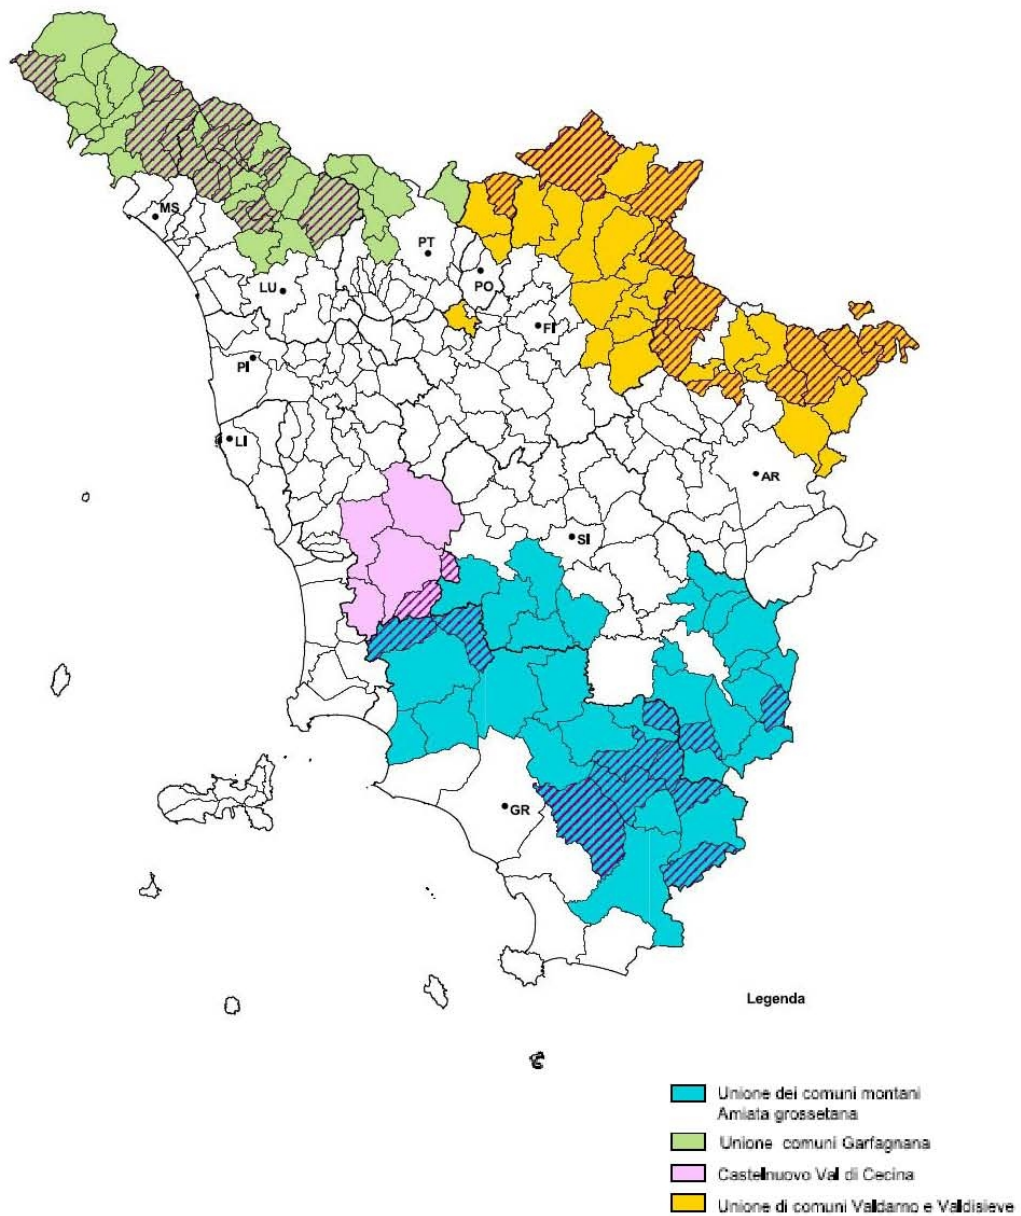 MS
PT
LU
PO
FI
PI
LI
AR
SI
GR
Legenda
Unione dei comuni montani
Amiata grossetana
Unione comuni Garfagnana
Castelnuovo Val di Cecina
Unione di comuni Valdarno e Valdisieve